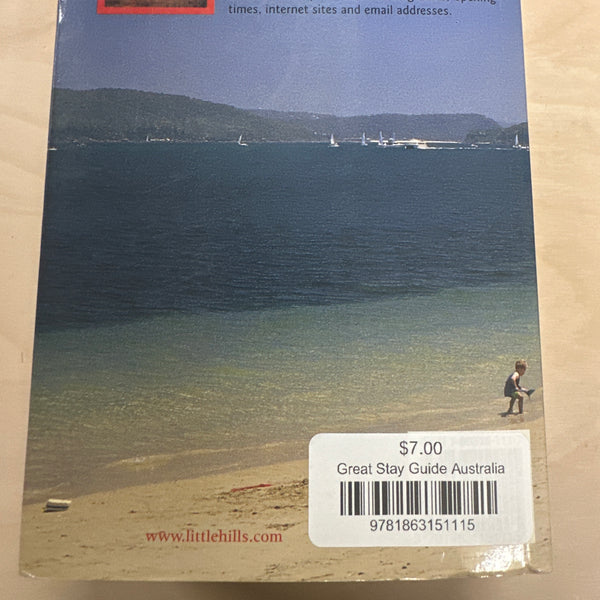 times, internet sites and email addresses.
$7.00
Great Stay Guide Australia
9781863151115
www.littlehills.com